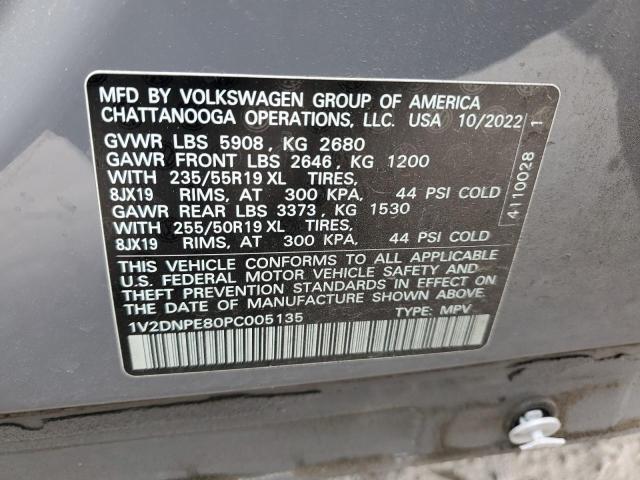 MFD BY VOLKSWAGEN GROUP OF AMERICA
CHATTANOOGA OPERATIONS, LLC. USA 10/2022
GVWR LBS 5908, KG 2680
GAWR FRONT LBS 2646, KG 1200
WITH 235/55R19 XL TIRES,
8JX19 RIMS, AT 300 KPA, 44 PSI COLD
GAWR REAR LBS 3373, KG 1530
WITH 255/50R19 XL TIRES,
8JX19 RIMS, AT 300 KPA, 44 PSI COLD
THIS VEHICLE CONFORMS TO ALL APPLICABLE
U.S. FEDERAL MOTOR VEHICLE SAFETY AND
THEFT PREVENTION STANDARDS IN EFFECT ON
THE DATE OF MANUFACTURE SHOWN ABOVE.
1V2DNPE80PC005135 TYPE: MPV
4110028 1